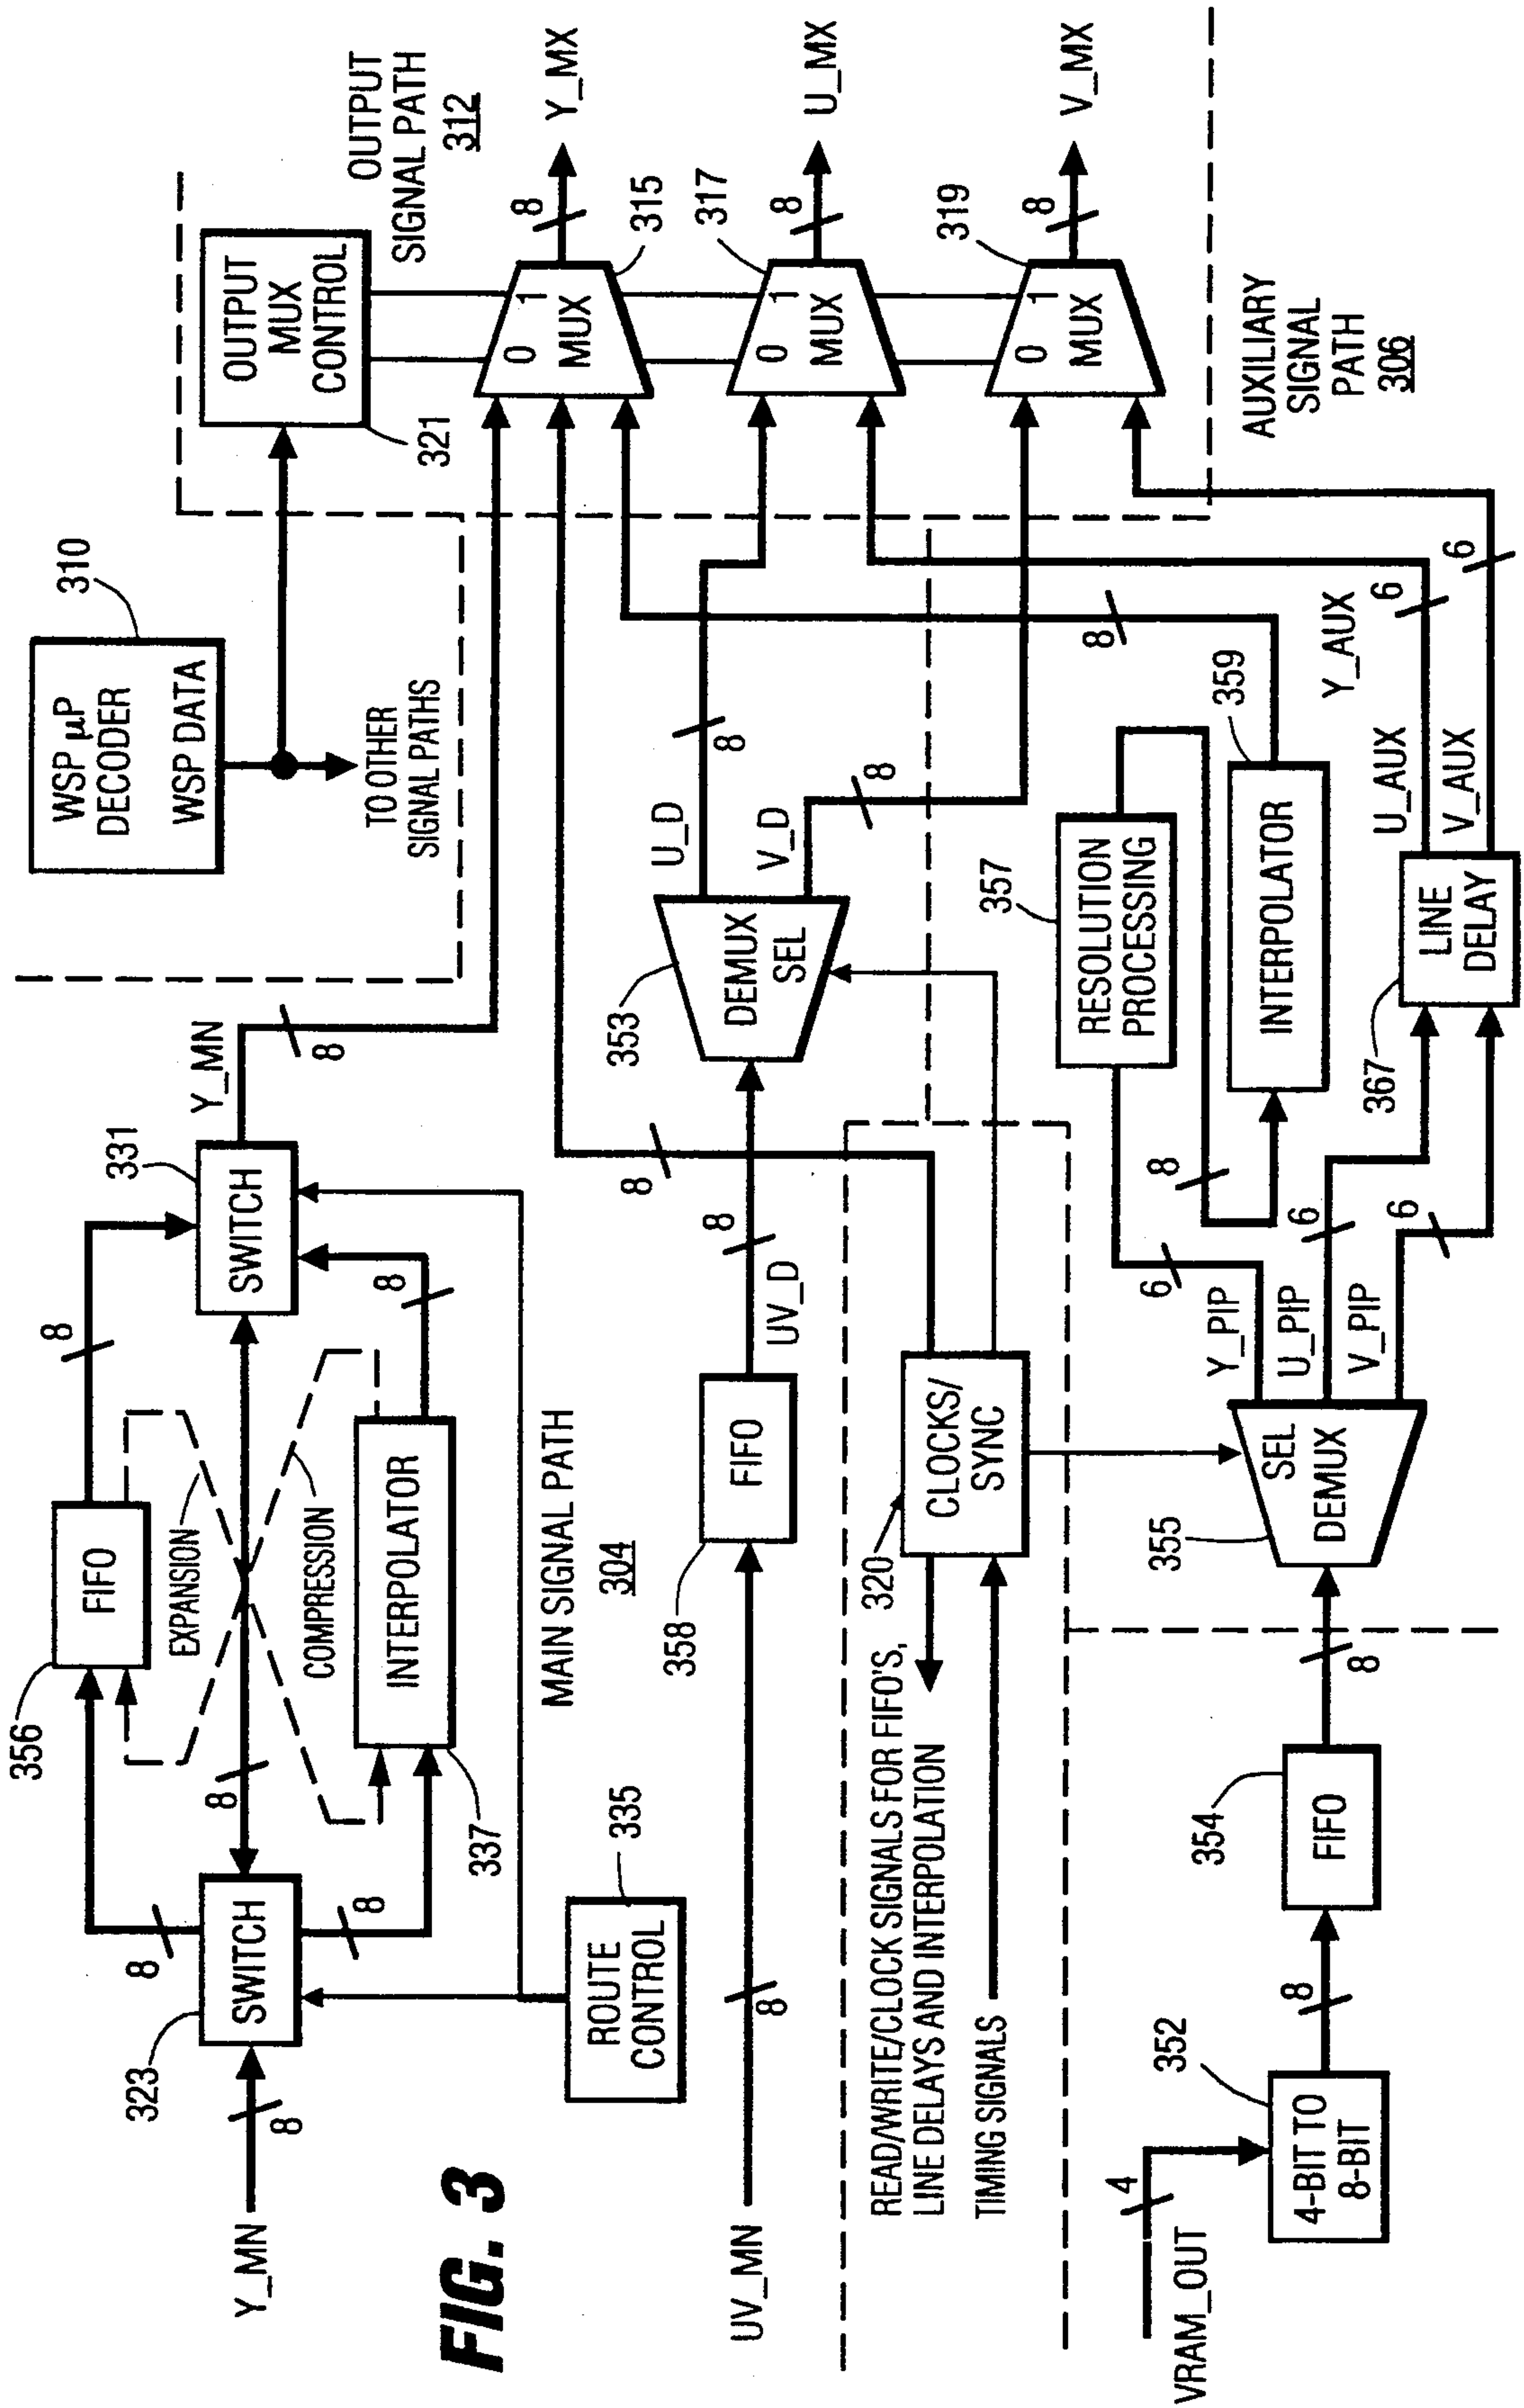 WSP µP
DECODER
WSP DATA
310
TO OTHER
SIGNAL PATHS
OUTPUT
MUX
CONTROL
321
OUTPUT
SIGNAL PATH
312
Y_MN
8
323
SWITCH
8
8
356
FIFO
8
EXPANSION
COMPRESSION
8
INTERPOLATOR
337
8
331
SWITCH
Y_MN
8
0
1
MUX
315
8
Y_MX
MAIN SIGNAL PATH
304
335
ROUTE
CONTROL
FIG. 3
UV_MN
8
358
FIFO
8
UV_D
353
DEMUX
SEL
U_D
8
V_D
8
8
0
1
MUX
317
8
U_MX
0
1
MUX
319
8
V_MX
READ/WRITE/CLOCK SIGNALS FOR FIFO'S,
LINE DELAYS AND INTERPOLATION
TIMING SIGNALS
320
CLOCKS/
SYNC
VRAM_OUT
4
352
4-BIT TO
8-BIT
8
354
FIFO
8
355
SEL
DEMUX
Y_PIP
6
U_PIP
6
V_PIP
6
357
RESOLUTION
PROCESSING
8
359
INTERPOLATOR
8
Y_AUX
367
LINE
DELAY
U_AUX
6
V_AUX
6
AUXILIARY
SIGNAL
PATH
306